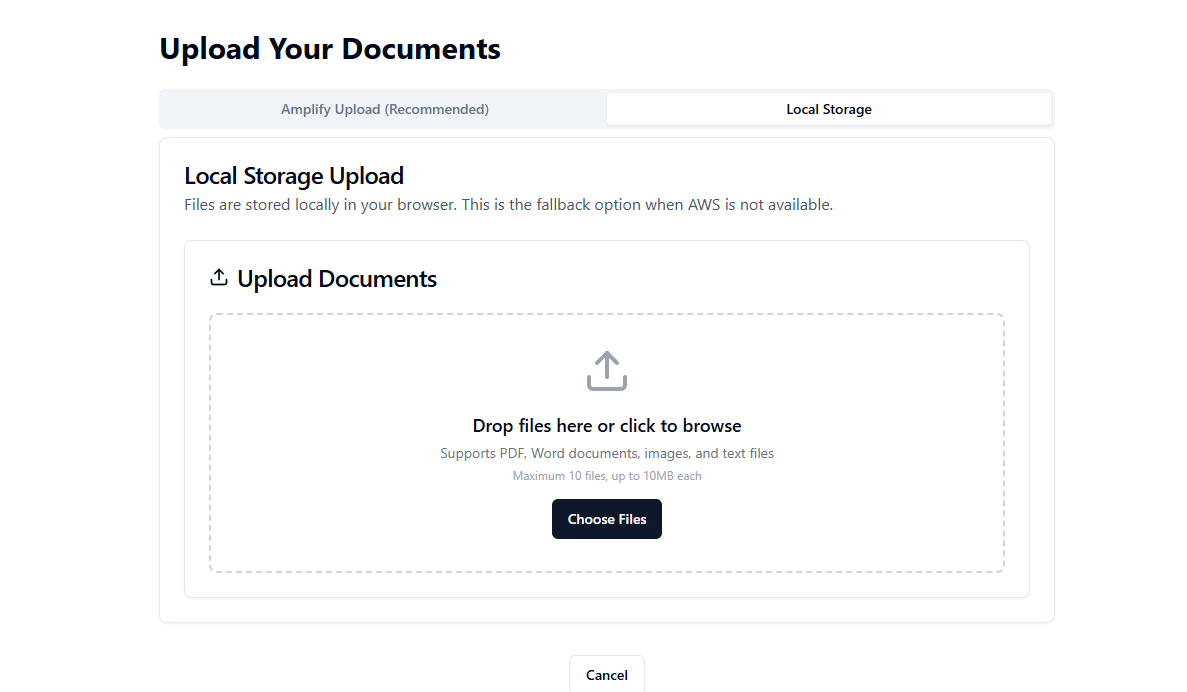 Upload Your Documents
Amplify Upload (Recommended)
Local Storage
Local Storage Upload
Files are stored locally in your browser. This is the fallback option when AWS is not available.
Upload Documents
Drop files here or click to browse
Supports PDF, Word documents, images, and text files
Maximum 10 files, up to 10MB each
Choose Files
Cancel